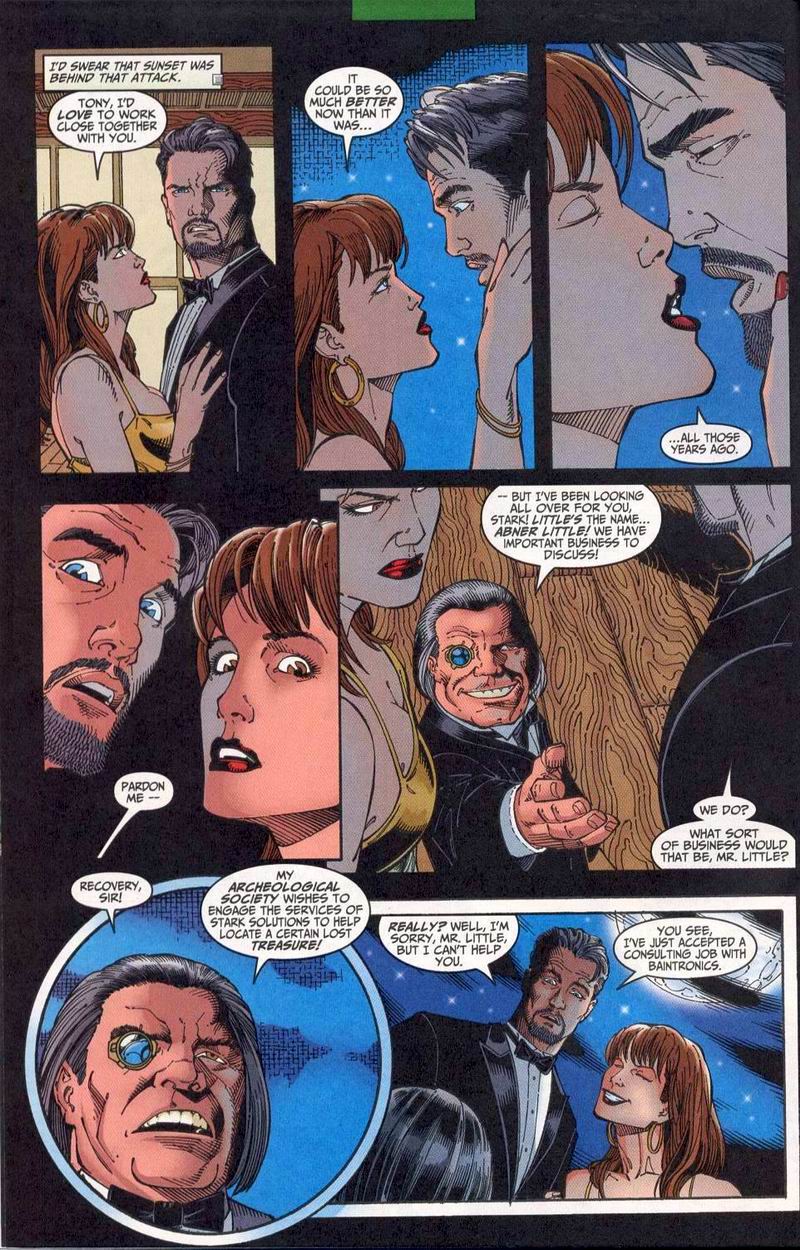 I'D SWEAR THAT SUNSET WAS
BEHIND THAT ATTACK.
TONY, I'D
LOVE TO WORK
CLOSE TOGETHER
WITH YOU.
IT
COULD BE SO
MUCH BETTER
NOW THAN IT
WAS...
...ALL THOSE
YEARS AGO.
PARDON
ME --
-- BUT I'VE BEEN LOOKING
ALL OVER FOR YOU,
STARK! LITTLE'S THE NAME...
ABNER LITTLE! WE HAVE
IMPORTANT BUSINESS TO
DISCUSS!
WE DO?
WHAT SORT
OF BUSINESS WOULD
THAT BE, MR. LITTLE?
RECOVERY,
SIR!
MY
ARCHEOLOGICAL
SOCIETY WISHES TO
ENGAGE THE SERVICES OF
STARK SOLUTIONS TO HELP
LOCATE A CERTAIN LOST
TREASURE!
REALLY? WELL, I'M
SORRY, MR. LITTLE,
BUT I CAN'T HELP
YOU.
YOU SEE,
I'VE JUST ACCEPTED A
CONSULTING JOB WITH
BAINTRONICS.